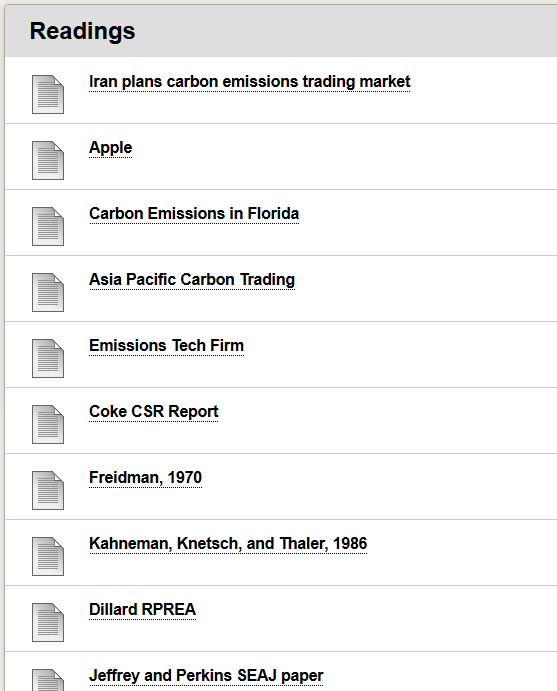 Readings
Iran plans carbon emissions trading market
Apple
Carbon Emissions in Florida
Asia Pacific Carbon Trading
Emissions Tech Firm
Coke CSR Report
Freidman, 1970
Kahneman, Knetsch, and Thaler, 1986
Dillard RPREA
Jeffrey and Perkins SEAJ paper